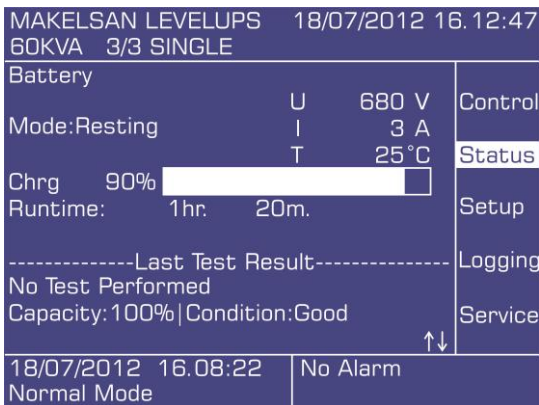 MAKELSAN LEVELUPS 18/07/2012 16.12:47
60KVA 3/3 SINGLE
Battery
U 680 V
Mode:Resting I 3 A
T 25°C
Chrg 90%
Runtime: 1hr. 20m.
--------------Last Test Result---------------
No Test Performed
Capacity:100%|Condition:Good
↑↓
Control
Status
Setup
Logging
Service
18/07/2012 16.08:22 No Alarm
Normal Mode